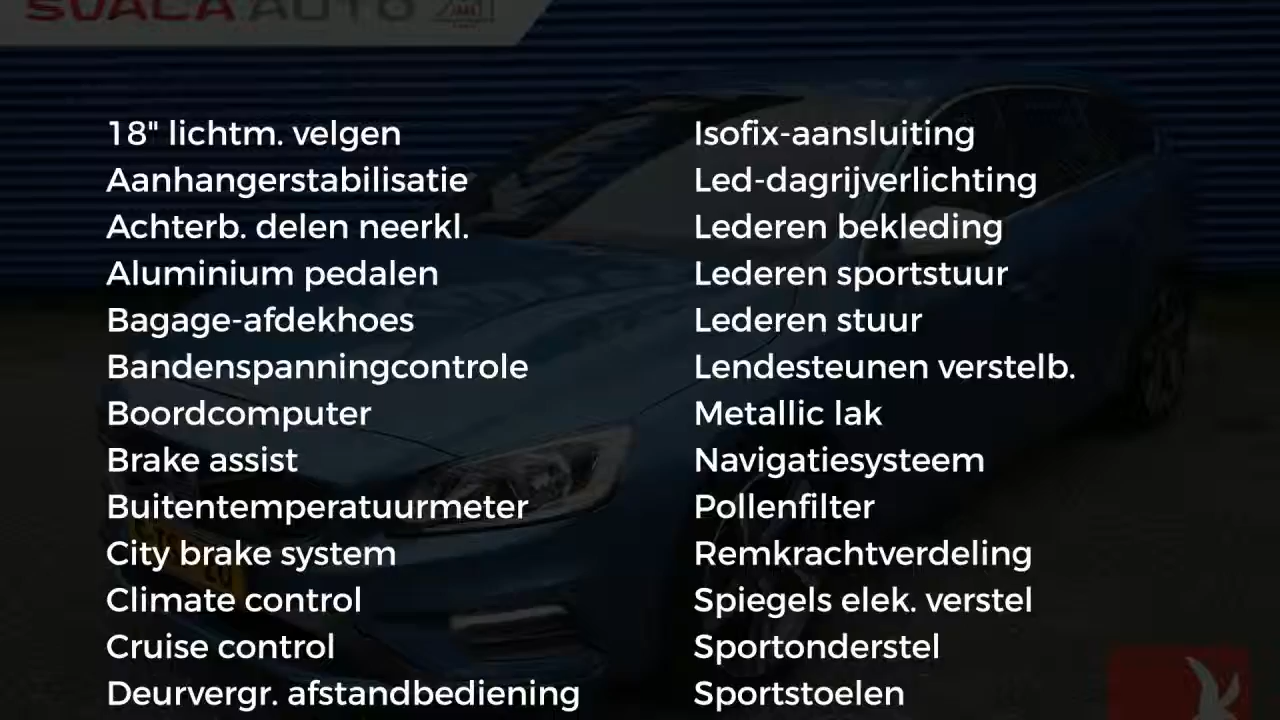 SUALA AUTO
18" lichtm. velgen
Aanhangerstabilisatie
Achterb. delen neerkl.
Aluminium pedalen
Bagage-afdekhoes
Bandenspanningcontrole
Boordcomputer
Brake assist
Buitentemperatuurmeter
City brake system
Climate control
Cruise control
Deurvergr. afstandbediening
Isofix-aansluiting
Led-dagrijverlichting
Lederen bekleding
Lederen sportstuur
Lederen stuur
Lendesteunen verstelb.
Metallic lak
Navigatiesysteem
Pollenfilter
Remkrachtverdeling
Spiegels elek. verstel
Sportonderstel
Sportstoelen